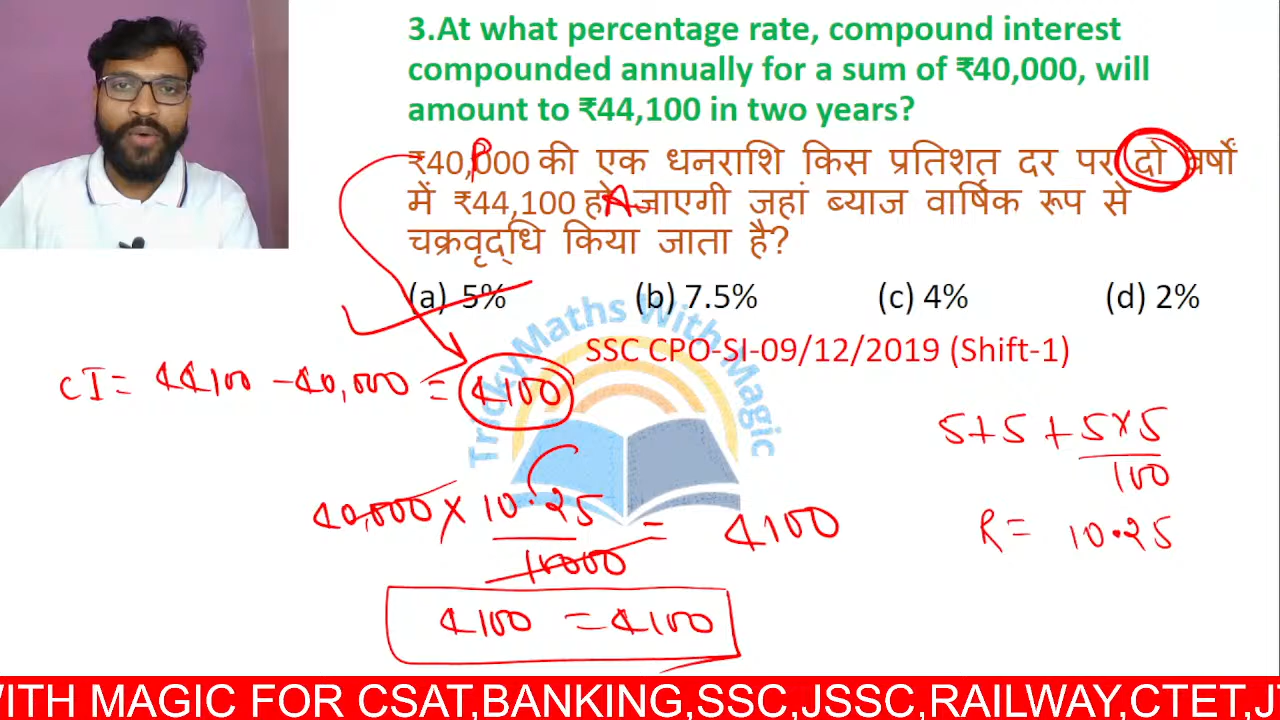 3.At what percentage rate, compound interest
compounded annually for a sum of ₹40,000, will
amount to ₹44,100 in two years?
₹40,000 की एक धनराशि किस प्रतिशत दर पर दो वर्षों
P
में ₹44,100 हो जाएगी जहां ब्याज वार्षिक रूप से
A
चक्रवृद्धि किया जाता है?
(a) 5% (b) 7.5% (c) 4% (d) 2%
SSC CPO-SI-09/12/2019 (Shift-1)
TrickyMaths With Magic
CI = 44100 - 40,000 = 4100
5+5 + 5×5
100
R = 10.25
40,000 × 10.25 = 4100
10000
4100 = 4100
WITH MAGIC FOR CSAT,BANKING,SSC,JSSC,RAILWAY,CTET,JT